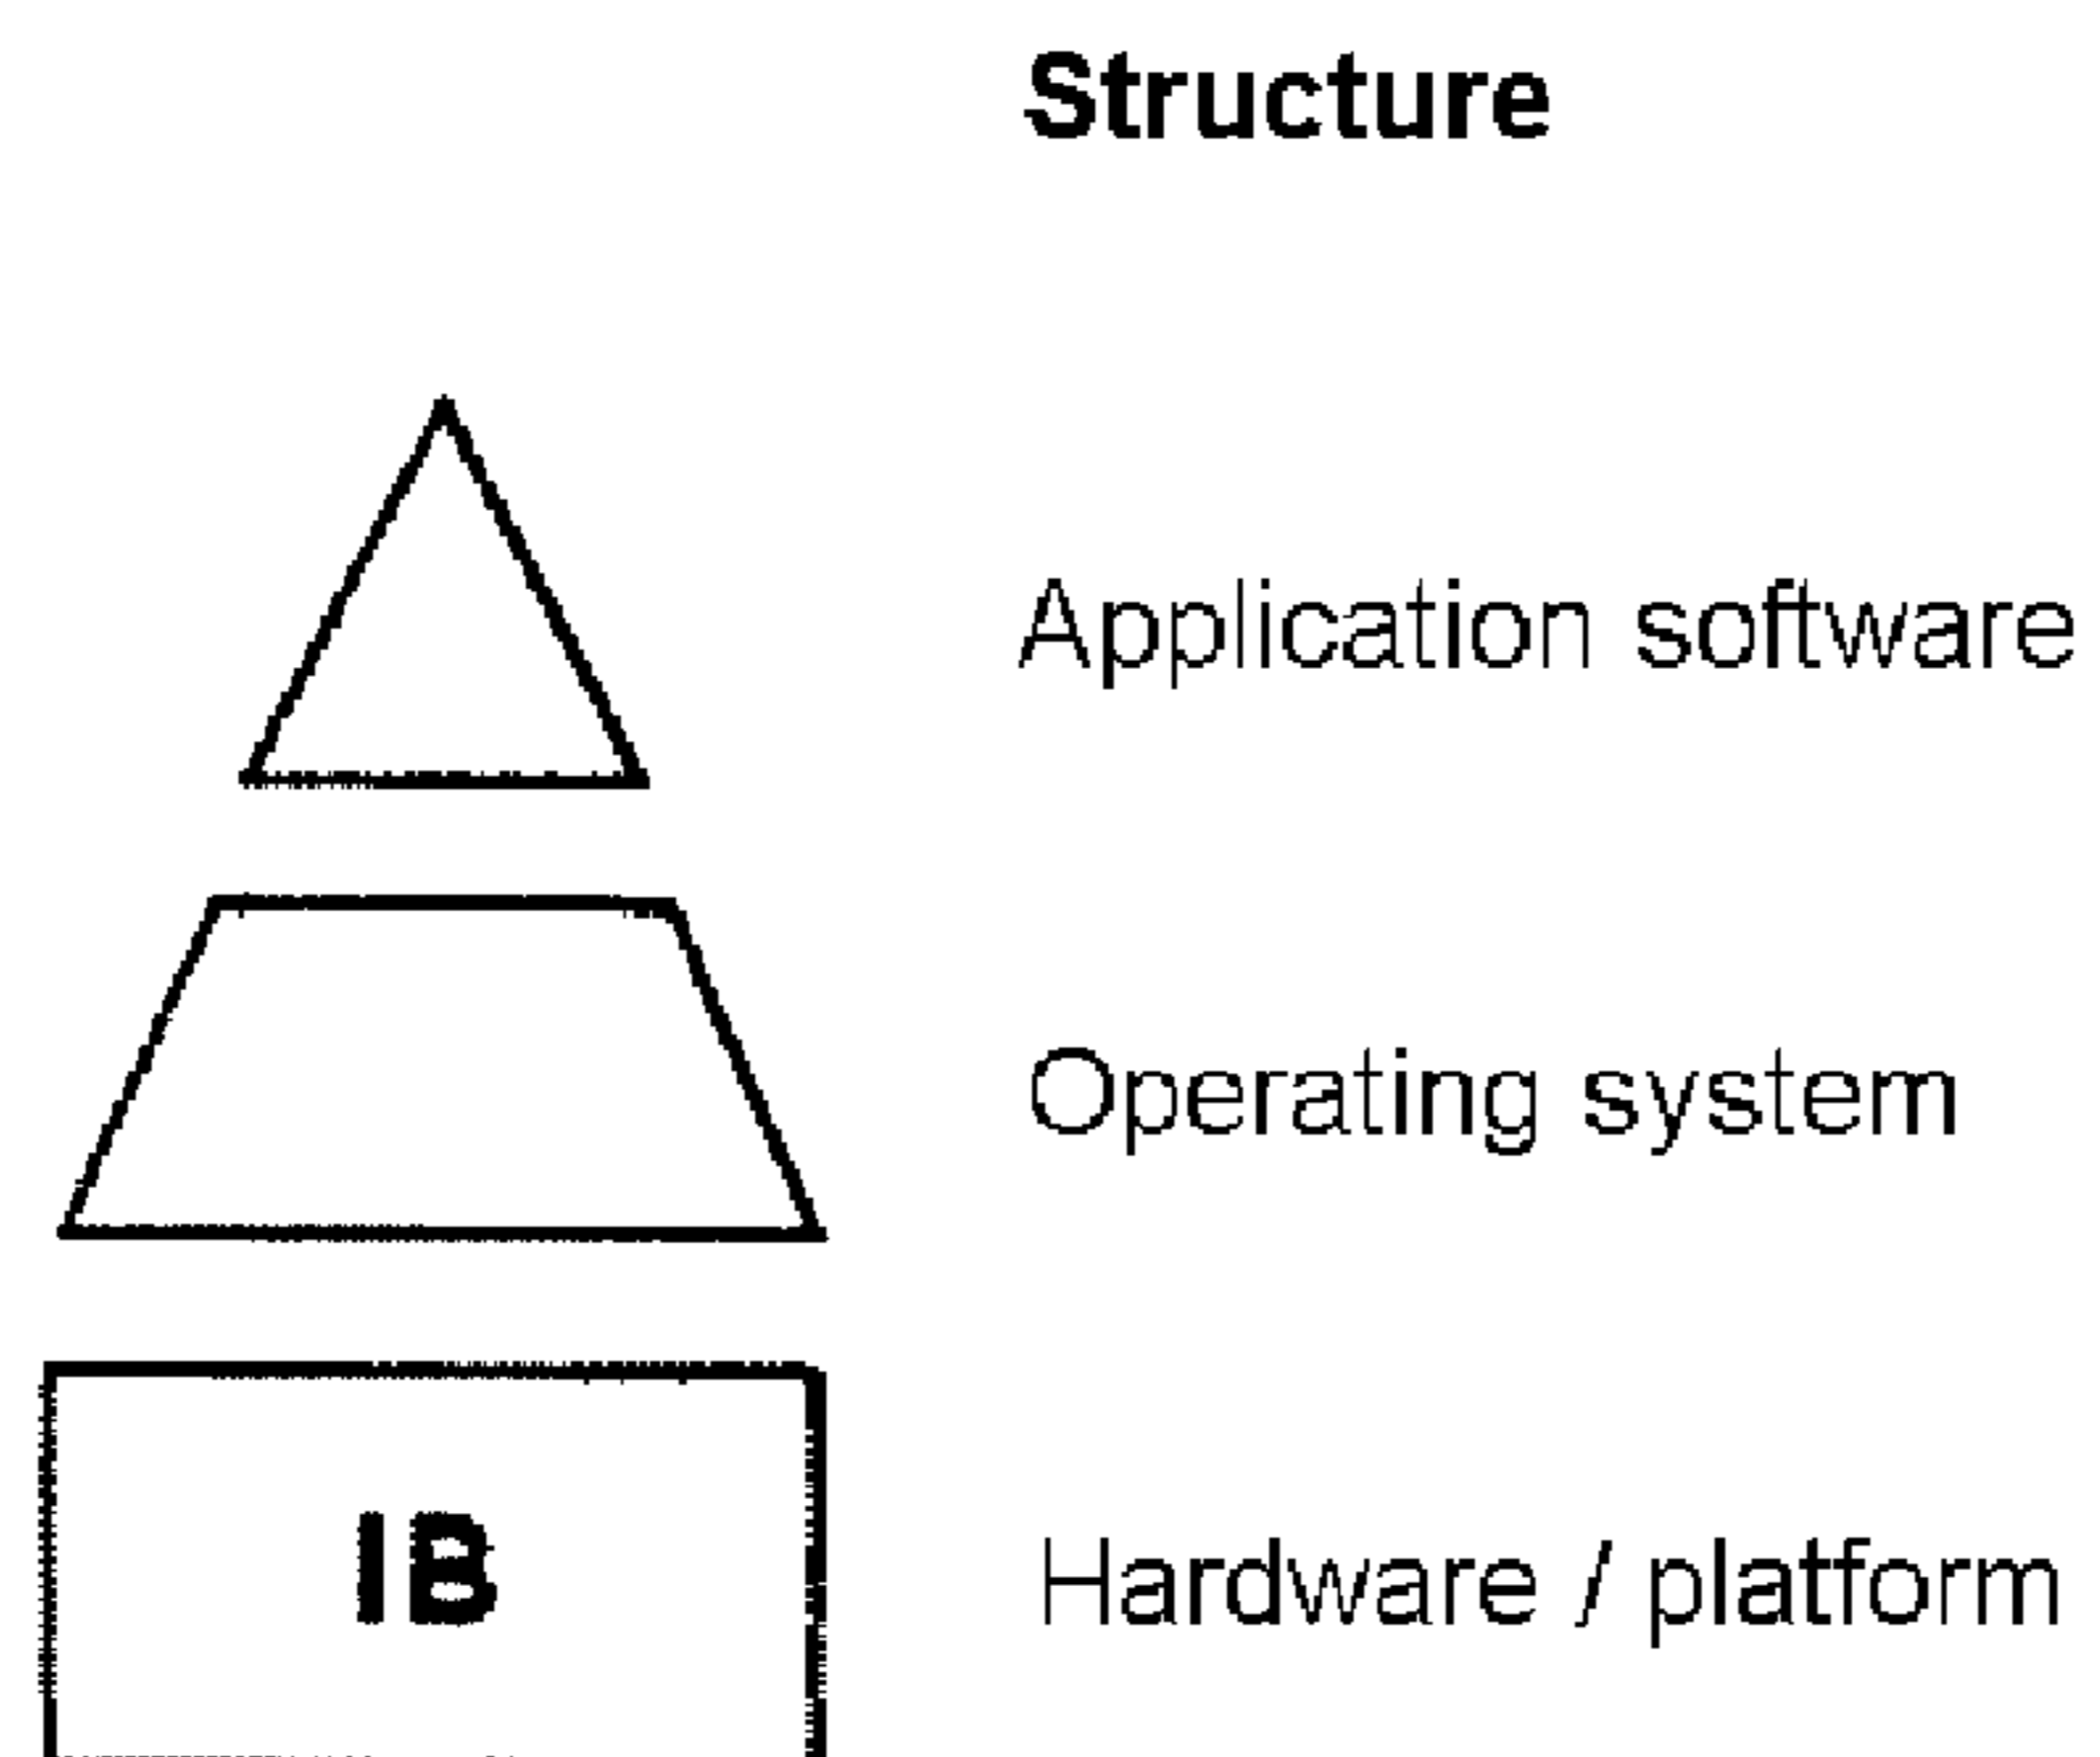 Structure
Application software
Operating system
IB
Hardware / platform